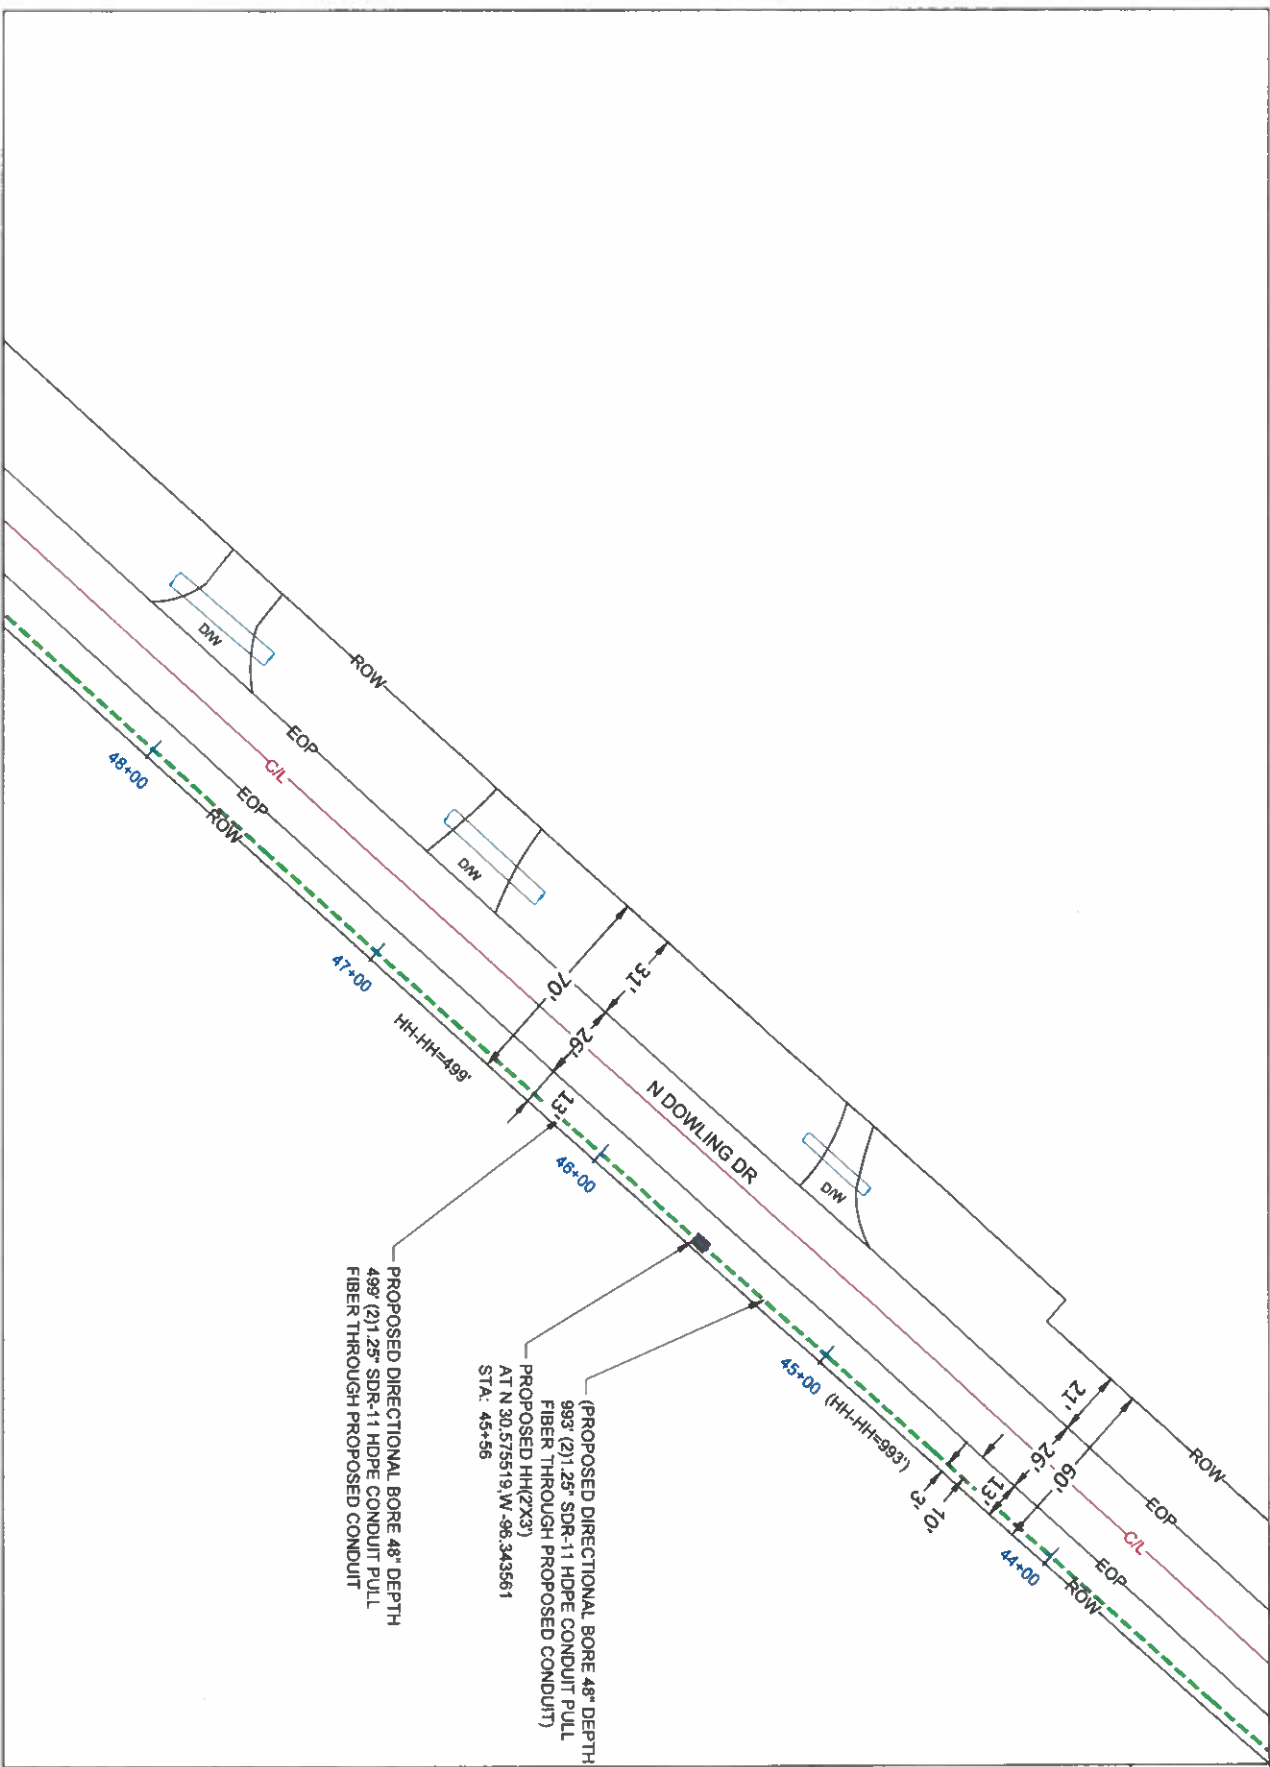 ROW
EOP
C/L
EOP
ROW
D/W
D/W
D/W
48+00
47+00
46+00
45+00
44+00
HH-HH=499'
(HH-HH=993')
70'
31'
26'
13'
N DOWLING DR
21'
26'
60'
13'
10'
3'
ROW
EOP
C/L
EOP
ROW
(PROPOSED DIRECTIONAL BORE 48" DEPTH
993' (2)1.25" SDR-11 HDPE CONDUIT PULL
FIBER THROUGH PROPOSED CONDUIT)
PROPOSED HH(2'X3')
AT N 30.575519,W -96.343561
STA: 45+56
PROPOSED DIRECTIONAL BORE 48" DEPTH
499' (2)1.25" SDR-11 HDPE CONDUIT PULL
FIBER THROUGH PROPOSED CONDUIT